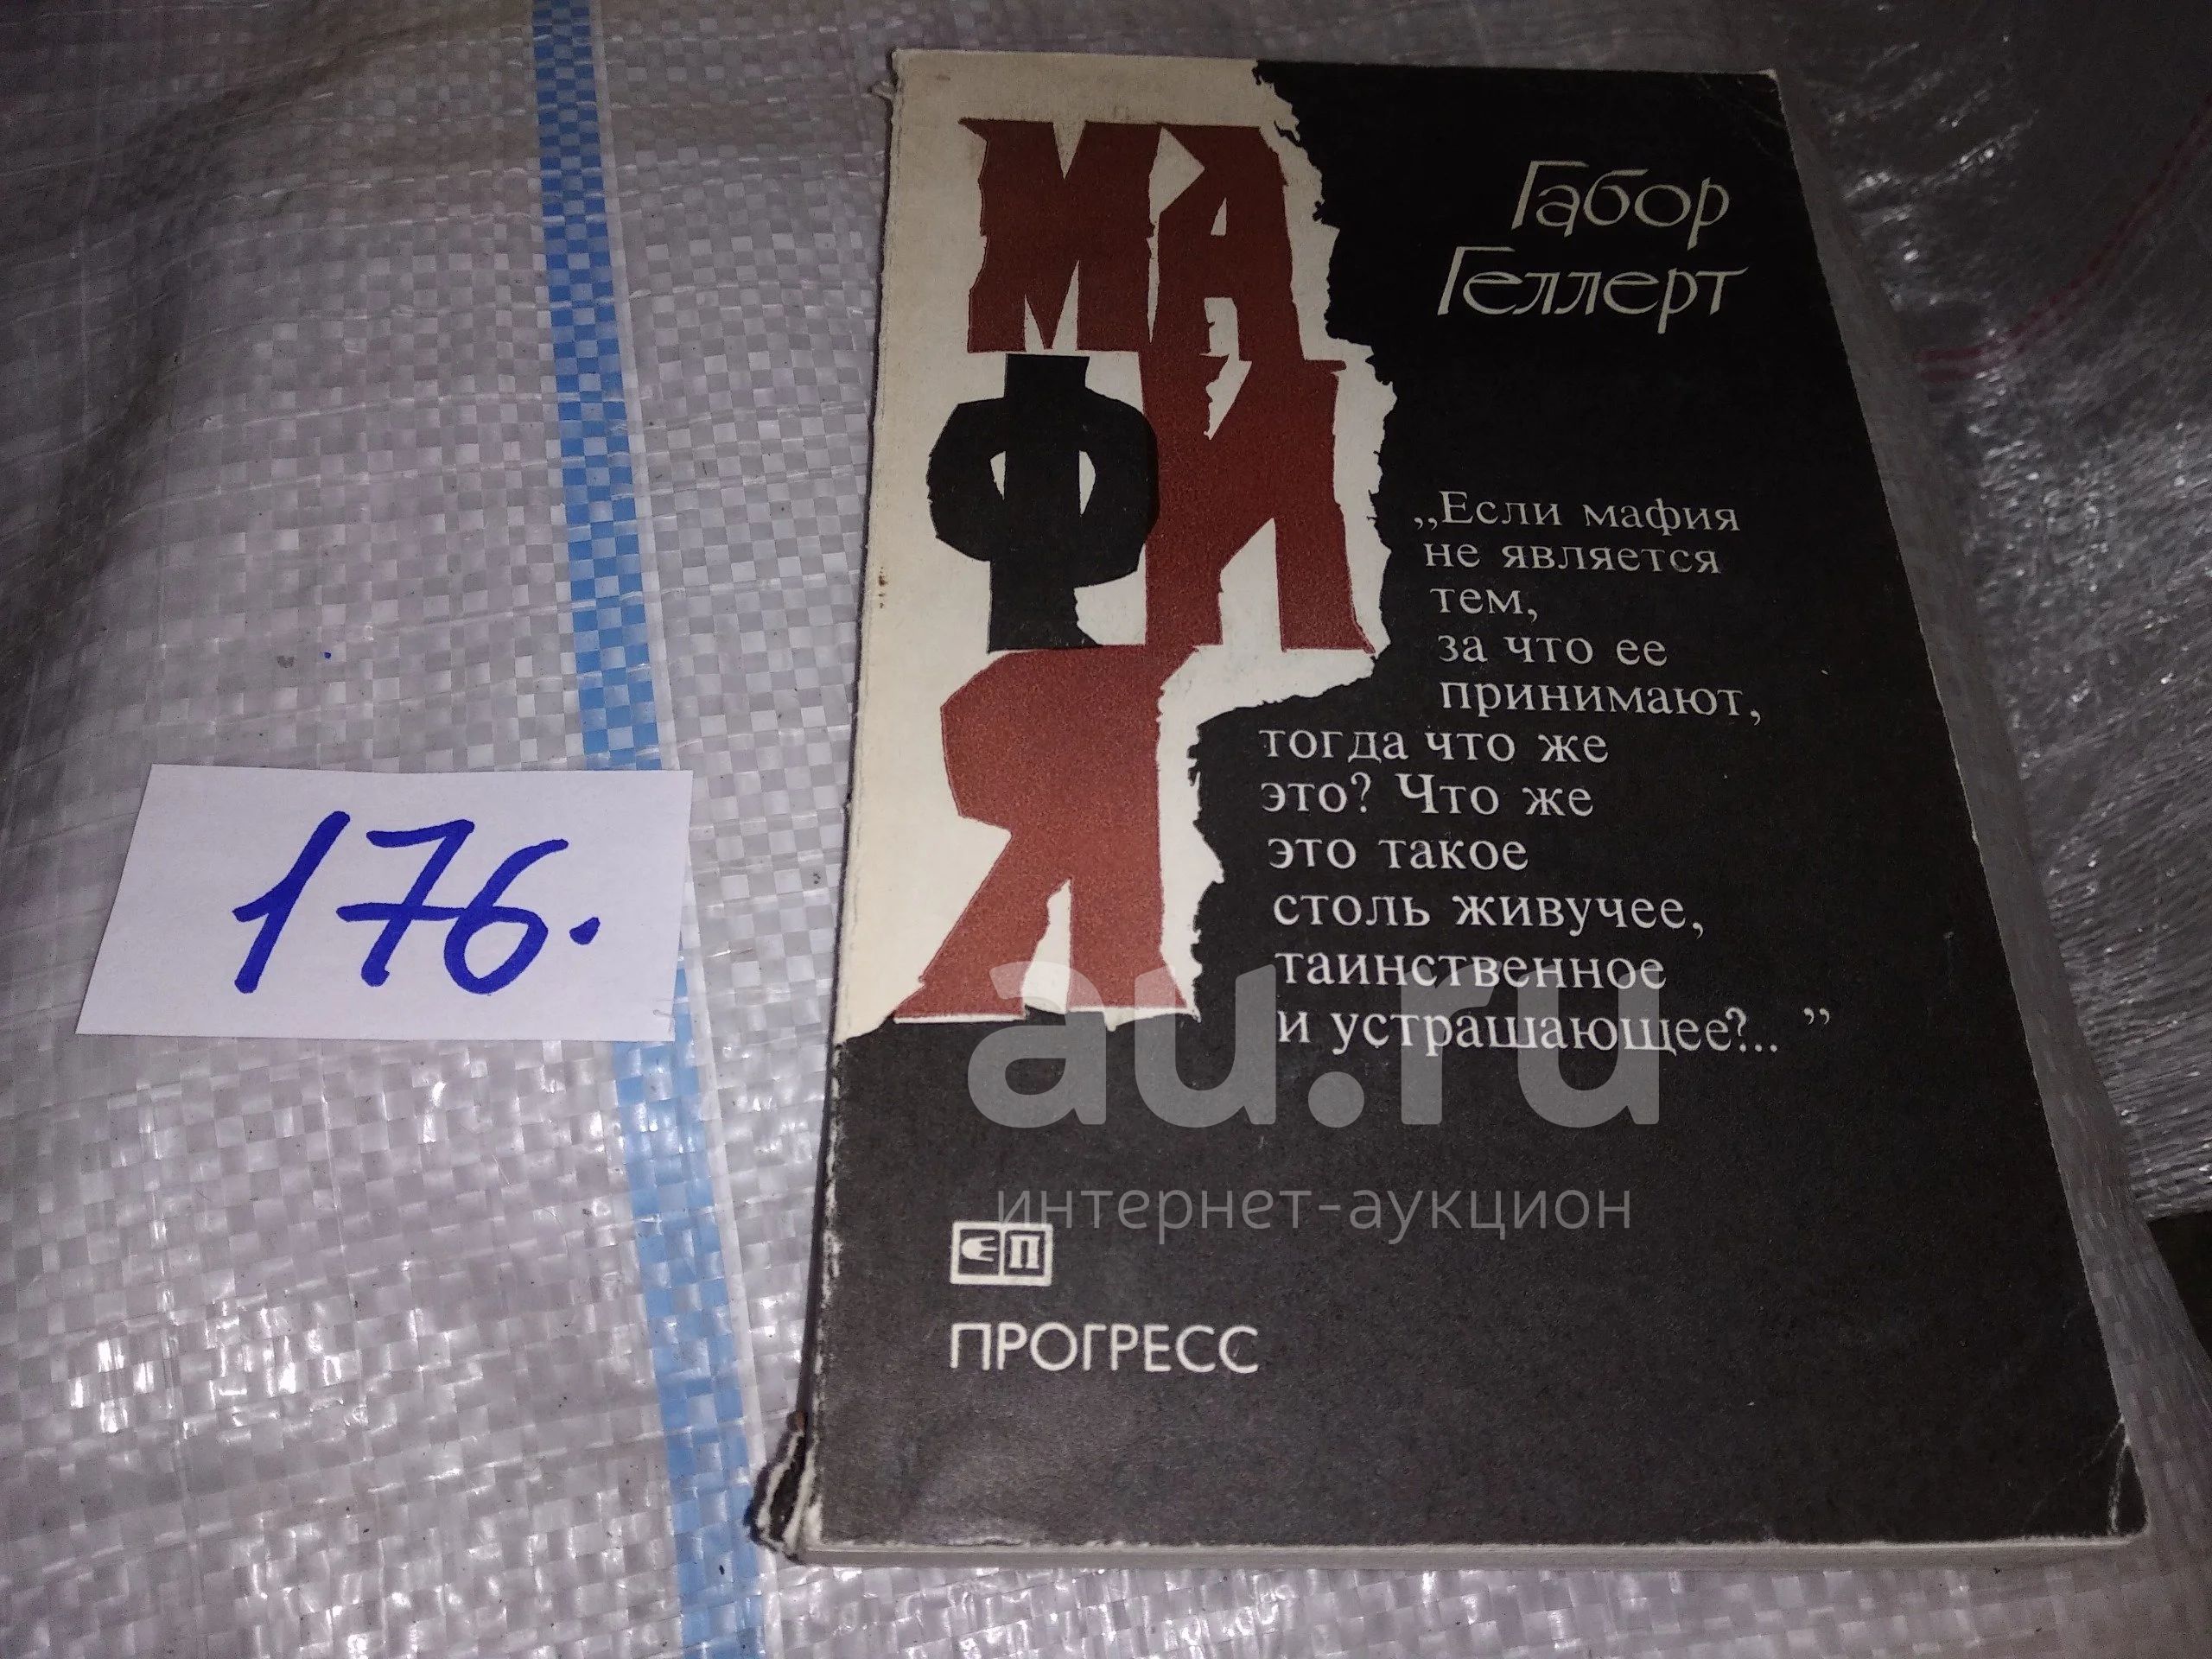 МА
ФИ
Я
Габор
Геллерт
„Если мафия
не является
тем,
за что ее
принимают,
тогда что же
это? Что же
это такое
столь живучее,
таинственное
и устрашающее?.. ”
176.
au.ru
интернет-аукцион
П
ПРОГРЕСС